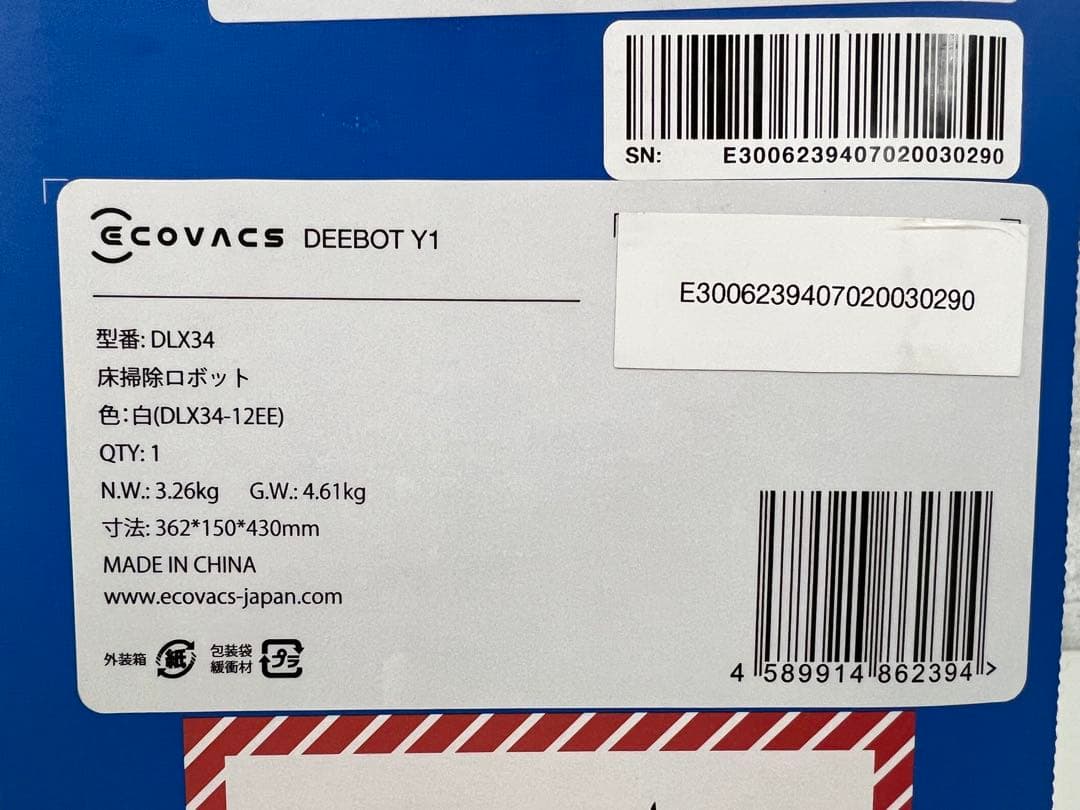 SN: E3006239407020030290
ECOVACS DEEBOT Y1
E3006239407020030290
型番: DLX34
床掃除ロボット
色:白(DLX34-12EE)
QTY: 1
N.W.: 3.26kg G.W.: 4.61kg
寸法: 362*150*430mm
MADE IN CHINA
www.ecovacs-japan.com
外装箱 紙 包装袋 緩衝材 プラ
4 589914 862394 >